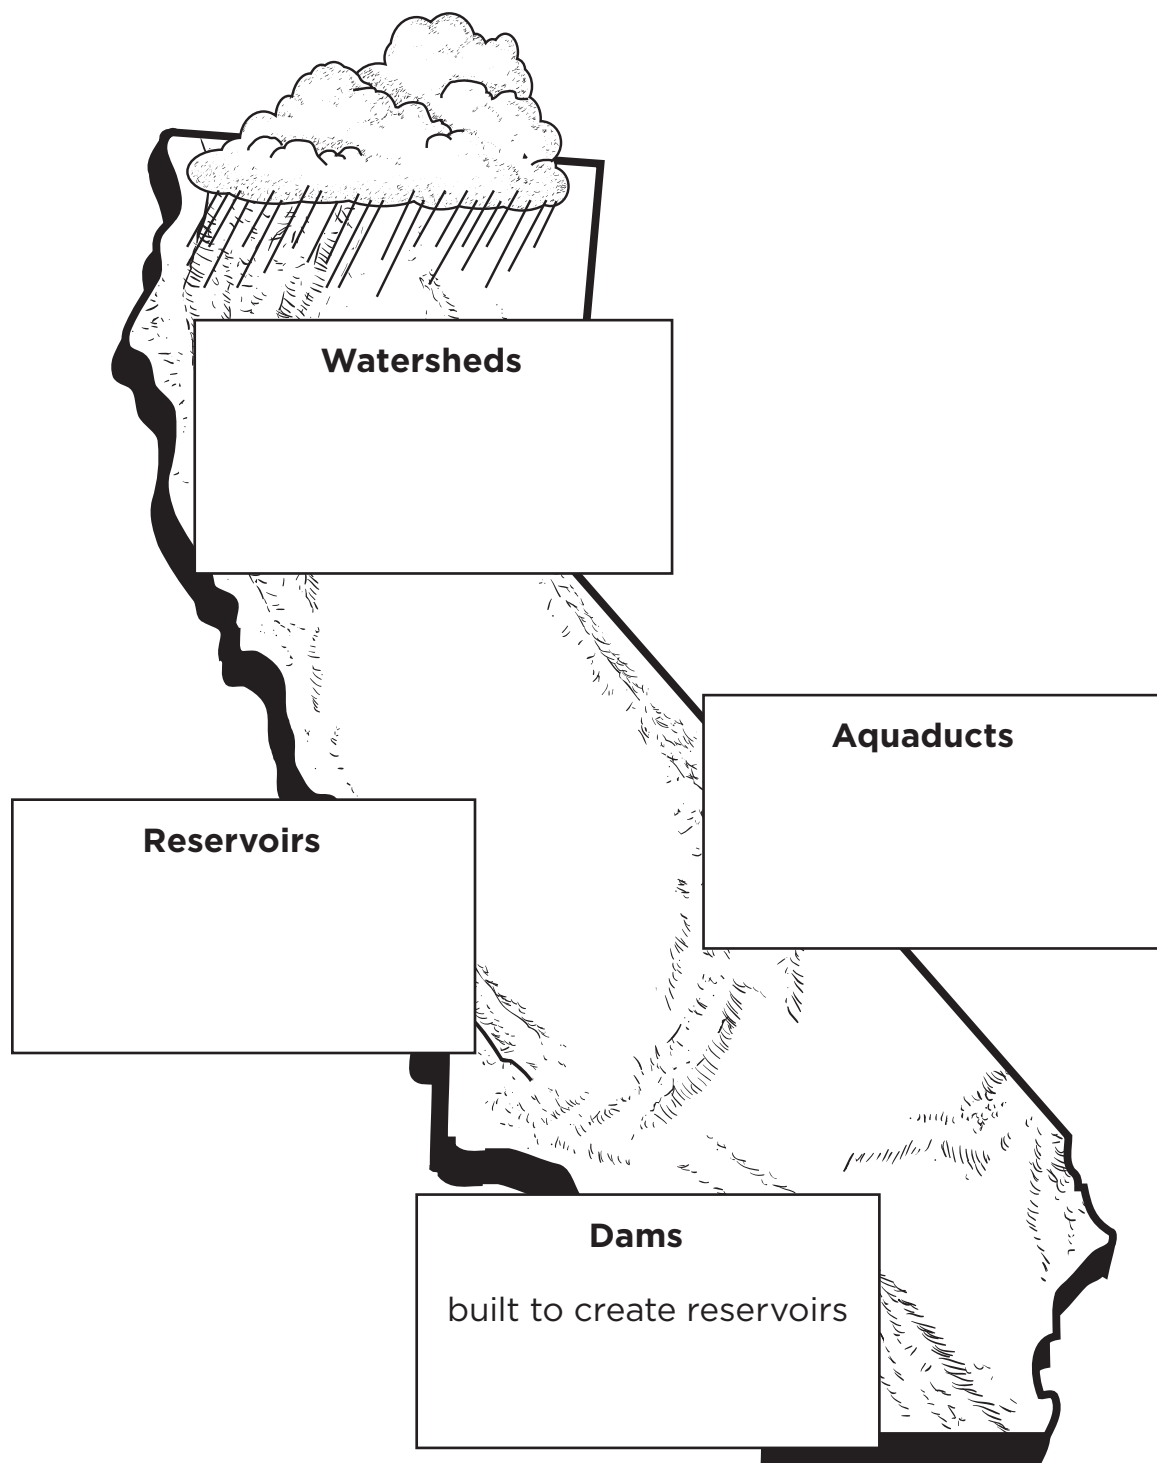 Watersheds
Aquaducts
Reservoirs
Dams
built to create reservoirs